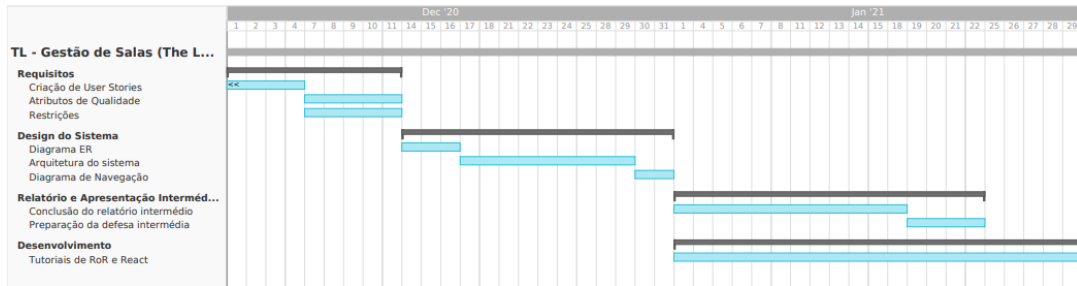 Dec '20 Jan '21
1 2 3 4 7 8 9 10 11 14 15 16 17 18 21 22 23 24 25 28 29 30 31 1 4 5 6 7 8 11 12 13 14 15 18 19 20 21 22 25 26 27 28 29
TL - Gestão de Salas (The L...
Requisitos
Criação de User Stories <<
Atributos de Qualidade
Restrições
Design do Sistema
Diagrama ER
Arquitetura do sistema
Diagrama de Navegação
Relatório e Apresentação Interméd...
Conclusão do relatório intermédio
Preparação da defesa intermédia
Desenvolvimento
Tutoriais de RoR e React